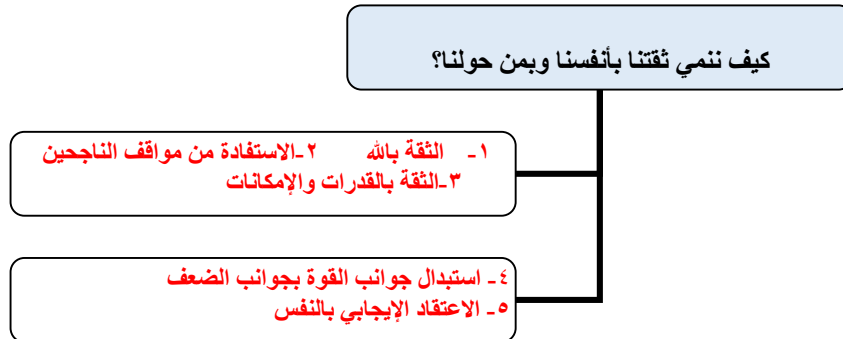 كيف ننمي ثقتنا بأنفسنا وبمن حولنا؟
١- الثقة بالله ٢-الاستفادة من مواقف الناجحين
٣-الثقة بالقدرات والإمكانات
٤- استبدال جوانب القوة بجوانب الضعف
٥- الاعتقاد الإيجابي بالنفس